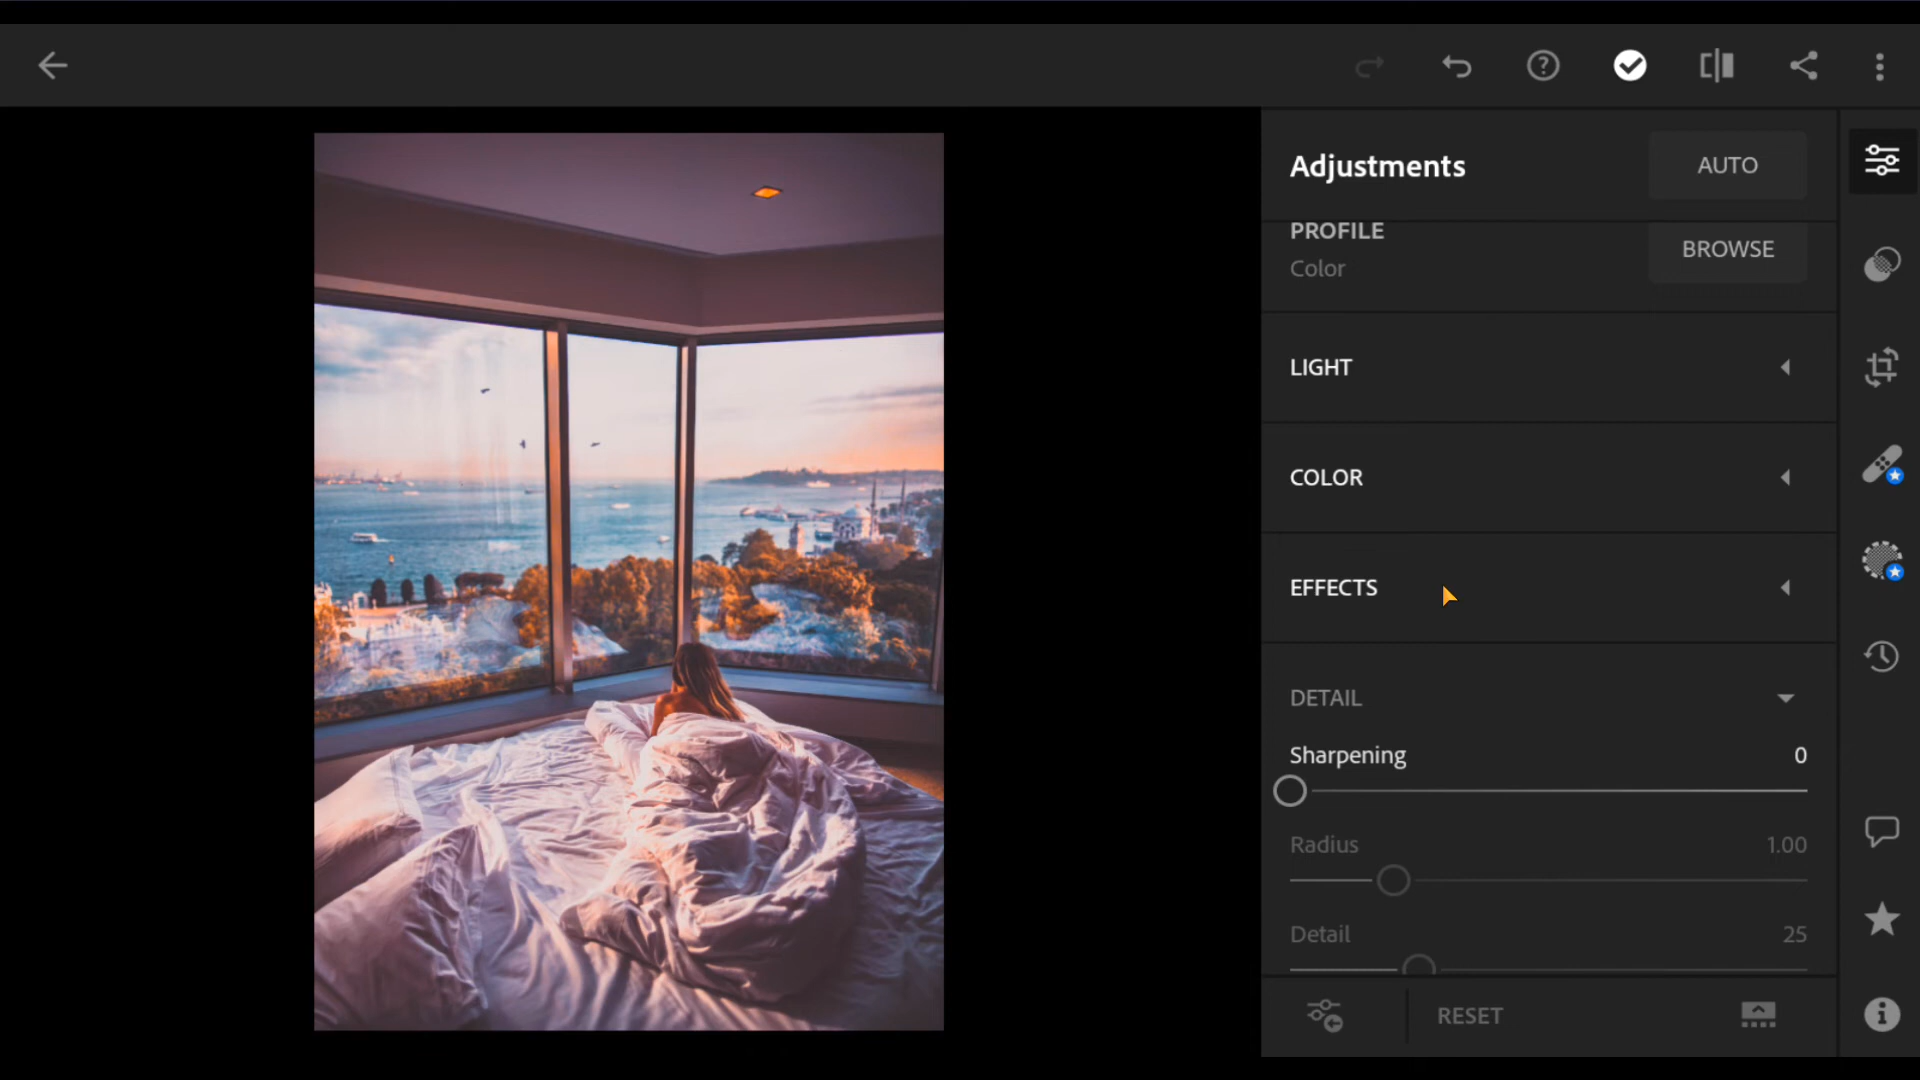 Adjustments
AUTO
PROFILE
Color
BROWSE
LIGHT
COLOR
EFFECTS
DETAIL
Sharpening 0
Radius 1.00
Detail 25
RESET